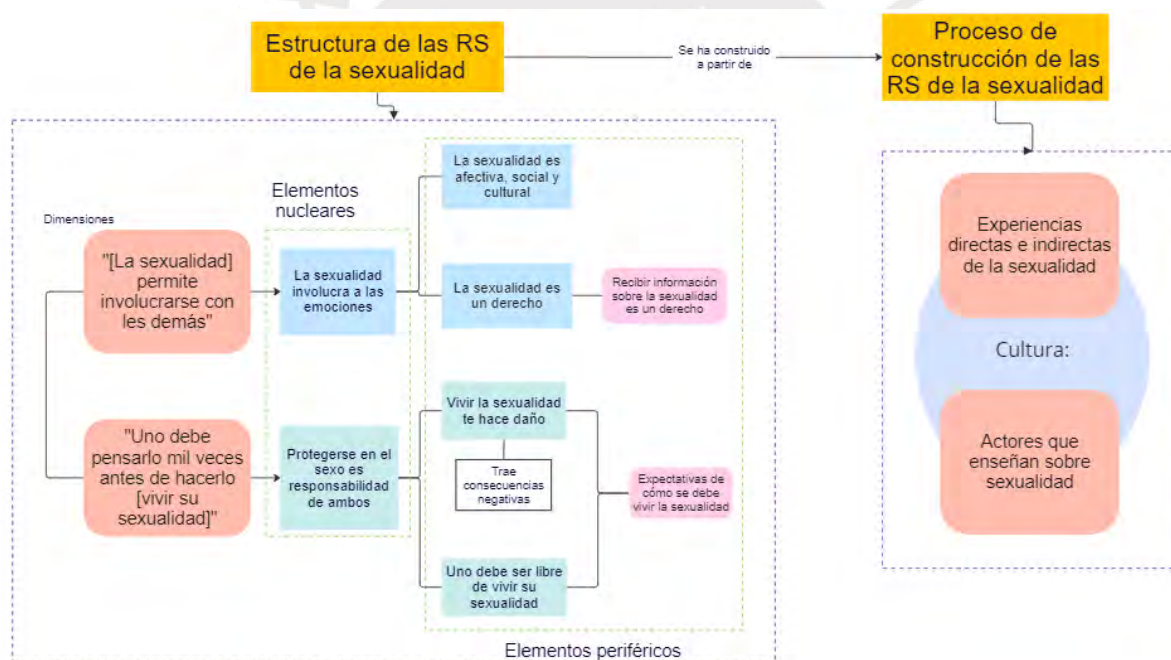 Estructura de las RS
de la sexualidad
Se ha construido
a partir de
Proceso de
construcción de las
RS de la sexualidad
Dimensiones
Elementos
nucleares
"[La sexualidad]
permite
involucrarse con
les demás"
La sexualidad
involucra a las
emociones
La sexualidad es
afectiva, social y
cultural
La sexualidad es
un derecho
Recibir información
sobre la sexualidad
es un derecho
"Uno debe
pensarlo mil veces
antes de hacerlo
[vivir su
sexualidad]"
Protegerse en el
sexo es
responsabilidad
de ambos
Vivir la sexualidad
te hace daño
Trae
consecuencias
negativas
Expectativas de
cómo se debe
vivir la sexualidad
Uno debe ser libre
de vivir su
sexualidad
Elementos periféricos
Experiencias
directas e indirectas
de la sexualidad
Cultura:
Actores que
enseñan sobre
sexualidad